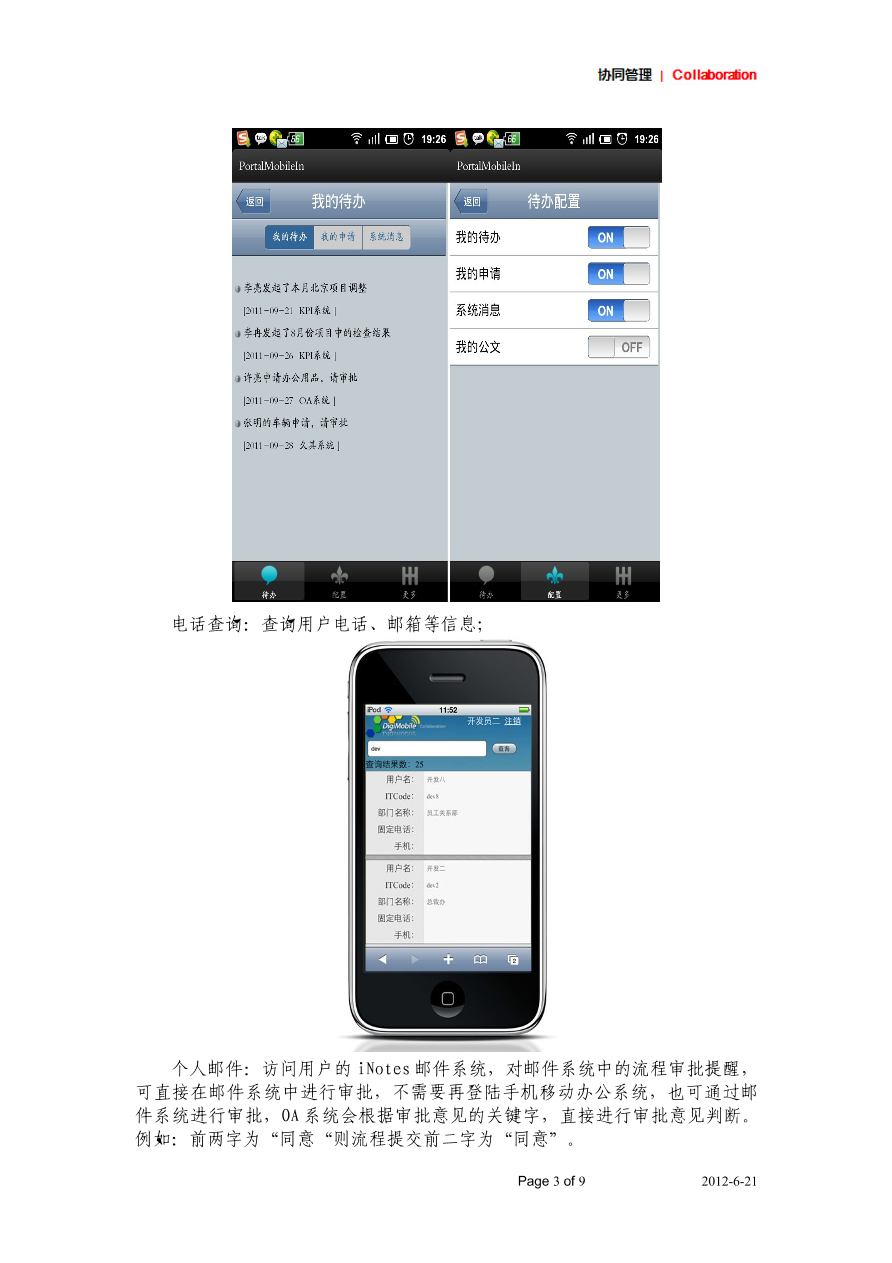 协同管理 | Collaboration
66 19:26
PortalMobileIn
返回 我的待办
我的待办 我的申请 系统消息
李亮发起了本月北京项目调整
[2011-09-21 KPI系统]
李冉发起了8月份项目中的检查结果
[2011-09-26 KPI系统]
许亮申请办公用品，请审批
[2011-09-27 OA系统]
张明的车辆申请，请审批
[2011-09-28 久其系统]
待办 配置 更多
66 19:26
PortalMobileIn
返回 待办配置
我的待办 ON
我的申请 ON
系统消息 ON
我的公文 OFF
待办 配置 更多
电话查询：查询用户电话、邮箱等信息；
iPod 11:52
DigiMobile Collaboration 开发员二 注销
dev 查询
查询结果数：25
用户名： 开发八
ITCode： dev8
部门名称： 员工关系部
固定电话：
手机：
用户名： 开发二
ITCode： dev2
部门名称： 总裁办
固定电话：
手机：
2
个人邮件：访问用户的 iNotes 邮件系统，对邮件系统中的流程审批提醒，
可直接在邮件系统中进行审批，不需要再登陆手机移动办公系统，也可通过邮
件系统进行审批，OA 系统会根据审批意见的关键字，直接进行审批意见判断。
例如：前两字为“同意“则流程提交前二字为“同意”。
Page 3 of 9 2012-6-21